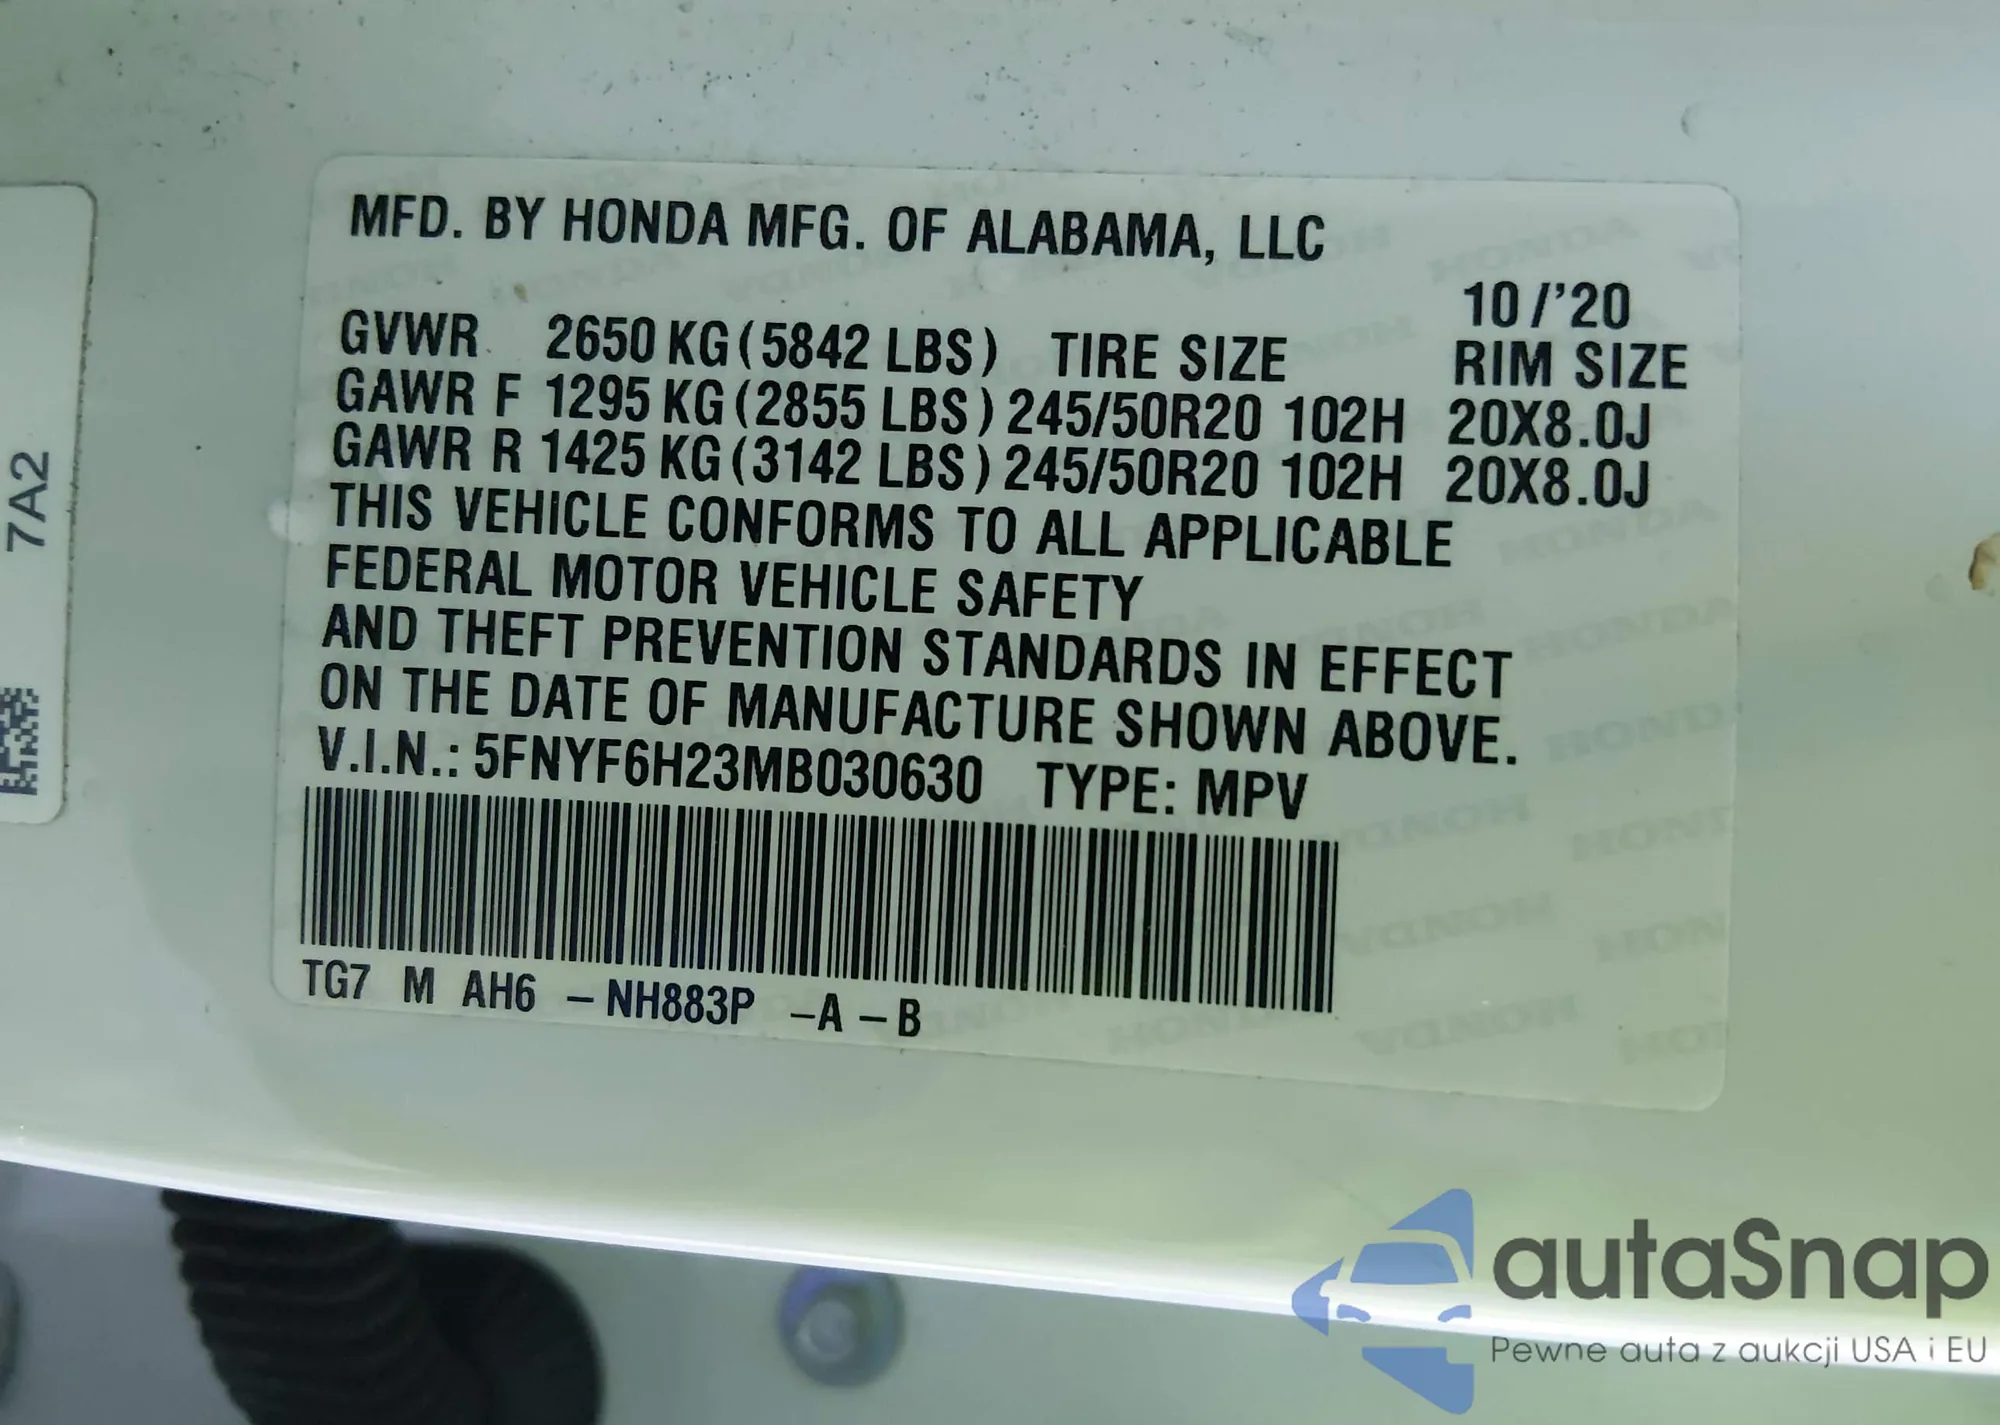 MFD. BY HONDA MFG. OF ALABAMA, LLC
10/'20
GVWR 2650 KG (5842 LBS) TIRE SIZE RIM SIZE
GAWR F 1295 KG (2855 LBS) 245/50R20 102H 20X8.0J
GAWR R 1425 KG (3142 LBS) 245/50R20 102H 20X8.0J
THIS VEHICLE CONFORMS TO ALL APPLICABLE
FEDERAL MOTOR VEHICLE SAFETY
AND THEFT PREVENTION STANDARDS IN EFFECT
ON THE DATE OF MANUFACTURE SHOWN ABOVE.
V.I.N.: 5FNYF6H23MB030630 TYPE: MPV
TG7 M AH6 - NH883P - A - B
7A2
autaSnap
Pewne auta z aukcji USA i EU